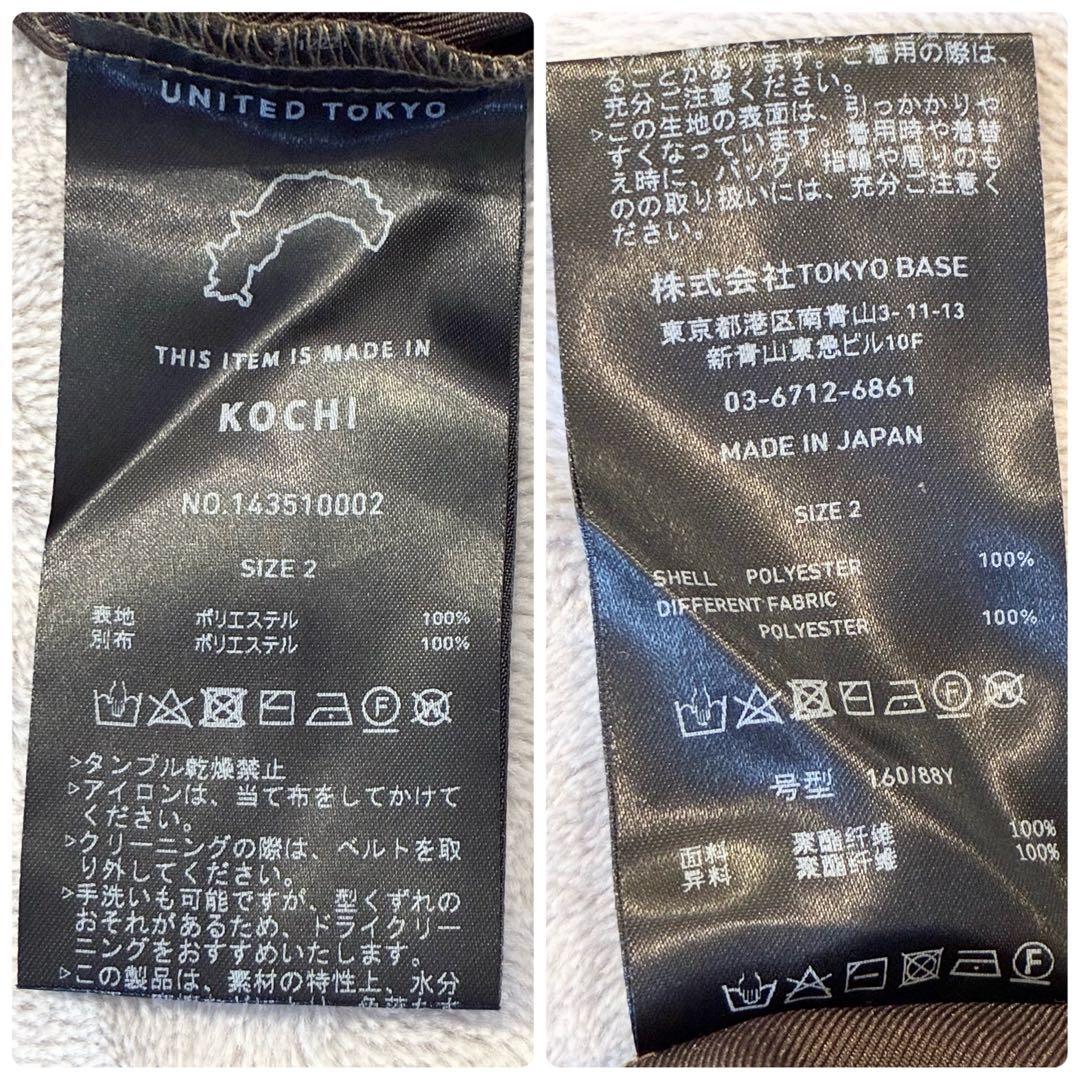 UNITED TOKYO
THIS ITEM IS MADE IN
KOCHI
NO.143510002
SIZE 2
表地 ポリエステル 100%
別布 ポリエステル 100%
F W
>タンブル乾燥禁止
>アイロンは、当て布をしてかけて
ください。
>クリーニングの際は、ベルトを取
り外してください。
>手洗いも可能ですが、型くずれの
おそれがあるため、ドライクリー
ニングをおすすめいたします。
>この製品は、素材の特性上、水分
ることがあります。ご着用の際は、
充分ご注意ください。
>この生地の表面は、引っかかりや
すくなっています。着用時や着替
え時に、バッグ、指輪や周りのも
のの取り扱いには、充分ご注意く
ださい。
株式会社TOKYO BASE
東京都港区南青山3-11-13
新青山東急ビル10F
03-6712-6861
MADE IN JAPAN
SIZE 2
SHELL POLYESTER 100%
DIFFERENT FABRIC
POLYESTER 100%
F W
号型 160/88Y
面料 聚酯纤维 100%
异料 聚酯纤维 100%
F